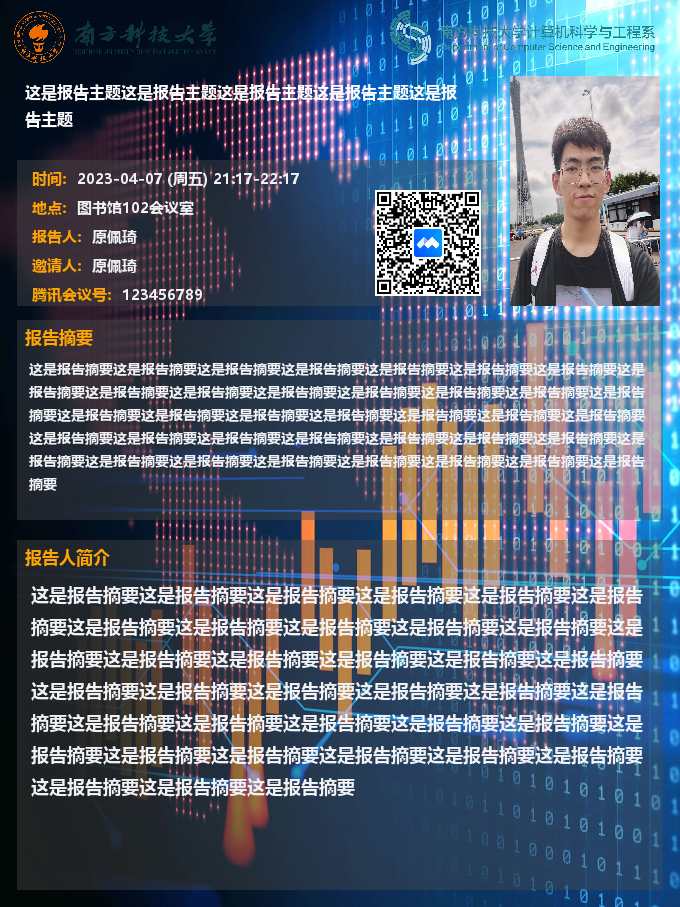 南方科技大学
SOUTHERN UNIVERSITY OF SCIENCE AND TECHNOLOGY
南方科技大学计算机科学与工程系
Department of Computer Science and Engineering
这是报告主题这是报告主题这是报告主题这是报告主题这是报
告主题
时间: 2023-04-07 (周五) 21:17-22:17
地点: 图书馆102会议室
报告人: 原佩琦
邀请人: 原佩琦
腾讯会议号: 123456789
报告摘要
这是报告摘要这是报告摘要这是报告摘要这是报告摘要这是报告摘要这是报告摘要这是报告摘要这是
报告摘要这是报告摘要这是报告摘要这是报告摘要这是报告摘要这是报告摘要这是报告摘要这是报告
摘要这是报告摘要这是报告摘要这是报告摘要这是报告摘要这是报告摘要这是报告摘要这是报告摘要
这是报告摘要这是报告摘要这是报告摘要这是报告摘要这是报告摘要这是报告摘要这是报告摘要这是
报告摘要这是报告摘要这是报告摘要这是报告摘要这是报告摘要这是报告摘要这是报告摘要这是报告
摘要
报告人简介
这是报告摘要这是报告摘要这是报告摘要这是报告摘要这是报告摘要这是报告
摘要这是报告摘要这是报告摘要这是报告摘要这是报告摘要这是报告摘要这是
报告摘要这是报告摘要这是报告摘要这是报告摘要这是报告摘要这是报告摘要
这是报告摘要这是报告摘要这是报告摘要这是报告摘要这是报告摘要这是报告
摘要这是报告摘要这是报告摘要这是报告摘要这是报告摘要这是报告摘要这是
报告摘要这是报告摘要这是报告摘要这是报告摘要这是报告摘要这是报告摘要
这是报告摘要这是报告摘要这是报告摘要